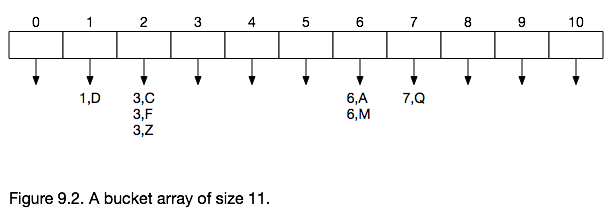 0 1 2 3 4 5 6 7 8 9 10
1,D 3,C 6,A 7,Q
3,F 6,M
3,Z
Figure 9.2. A bucket array of size 11.